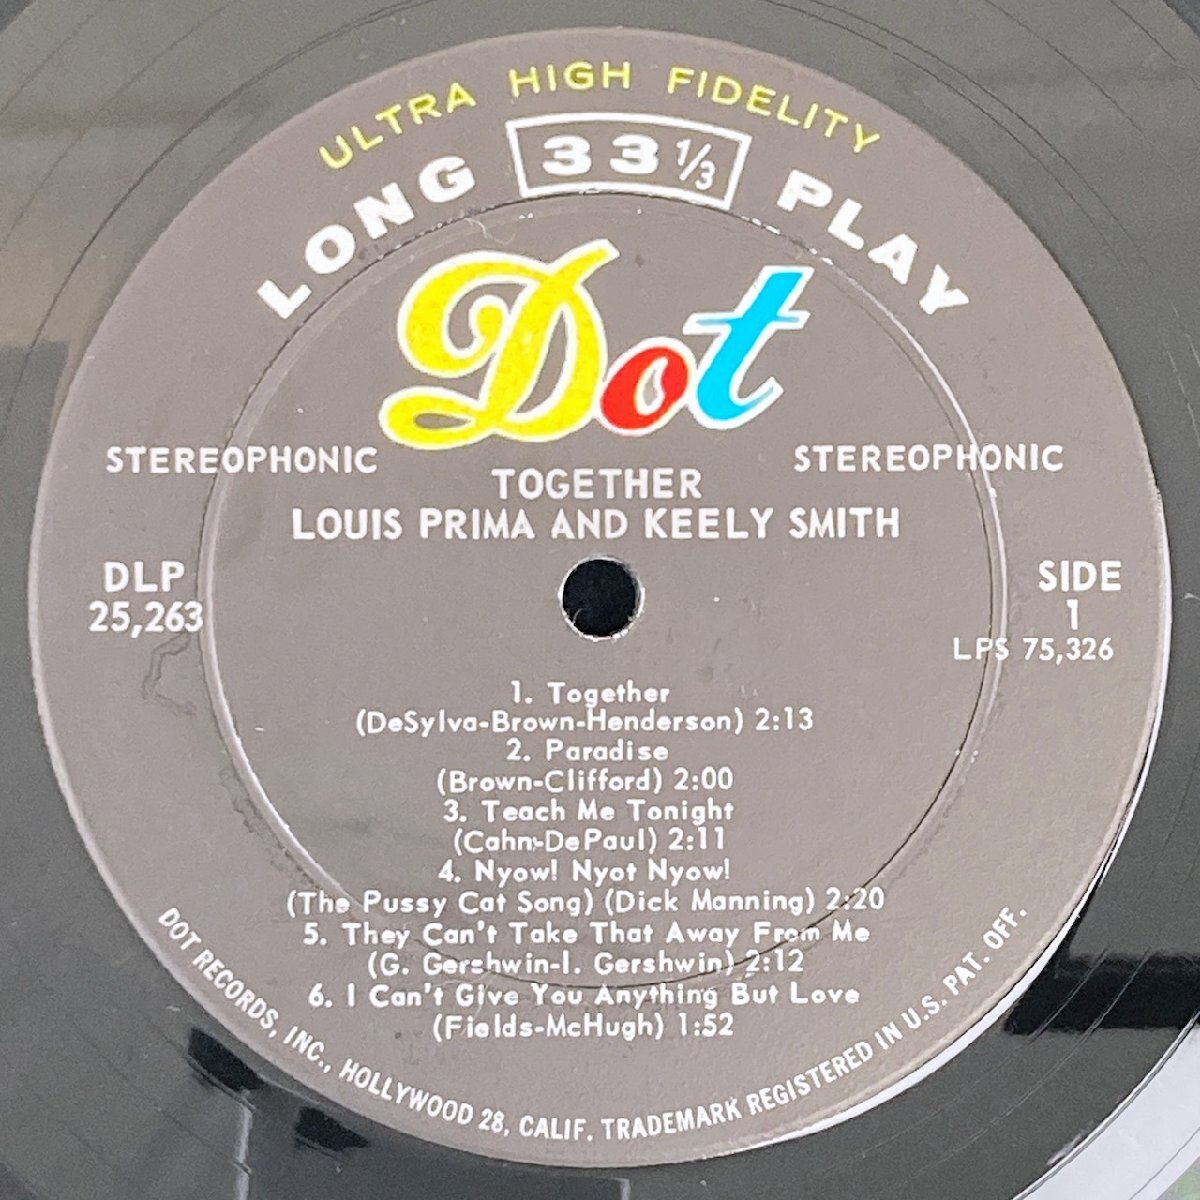 ULTRA HIGH FIDELITY
LONG 33 1/3 PLAY
Dot
STEREOPHONIC STEREOPHONIC
TOGETHER
LOUIS PRIMA AND KEELY SMITH
DLP
25,263
SIDE
1
LPS 75,326
1. Together
(DeSylva-Brown-Henderson) 2:13
2. Paradise
(Brown-Clifford) 2:00
3. Teach Me Tonight
(Cahn-DePaul) 2:11
4. Nyow! Nyot Nyow!
(The Pussy Cat Song) (Dick Manning) 2:20
5. They Can't Take That Away From Me
(G. Gershwin-I. Gershwin) 2:12
6. I Can't Give You Anything But Love
(Fields-McHugh) 1:52
DOT RECORDS, INC., HOLLYWOOD 28, CALIF. TRADEMARK REGISTERED IN U.S. PAT. OFF.